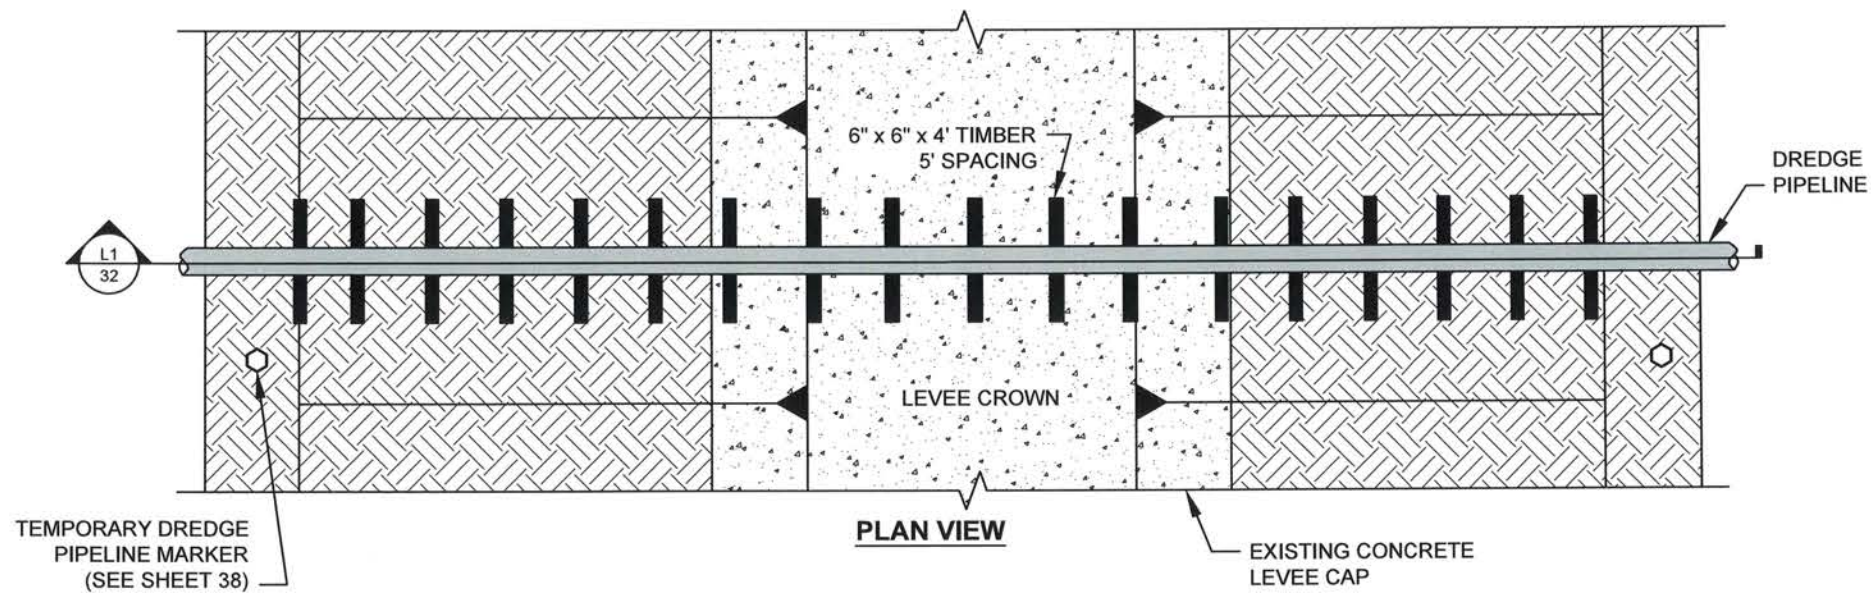 6" x 6" x 4' TIMBER
5' SPACING
DREDGE
PIPELINE
L1
32
LEVEE CROWN
TEMPORARY DREDGE
PIPELINE MARKER
(SEE SHEET 38)
PLAN VIEW
EXISTING CONCRETE
LEVEE CAP